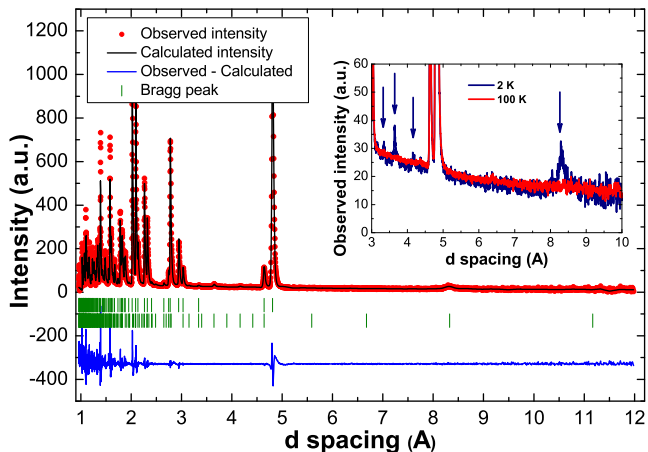 Observed intensity
Calculated intensity
Observed - Calculated
Bragg peak
Intensity (a.u.)
1200
1000
800
600
400
200
0
-200
-400
1 2 3 4 5 6 7 8 9 10 11 12
d spacing (A)
Observed intensity (a.u.)
60
50
40
30
20
10
0
2 K
100 K
3 4 5 6 7 8 9 10
d spacing (A)